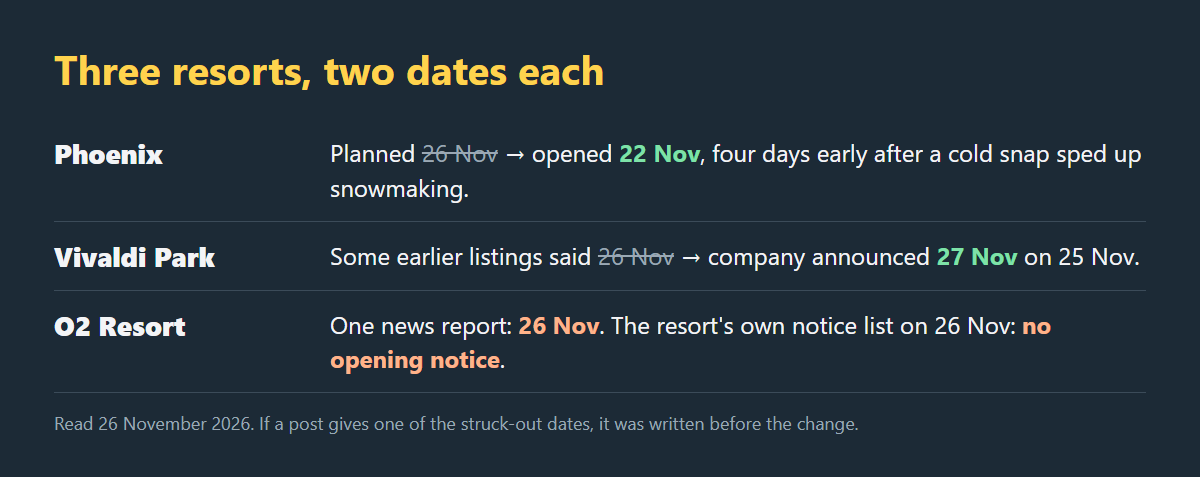 Three resorts, two dates each
Phoenix
Planned 26 Nov → opened 22 Nov, four days early after a cold snap sped up
snowmaking.
Vivaldi Park
Some earlier listings said 26 Nov → company announced 27 Nov on 25 Nov.
O2 Resort
One news report: 26 Nov. The resort's own notice list on 26 Nov: no
opening notice.
Read 26 November 2026. If a post gives one of the struck-out dates, it was written before the change.